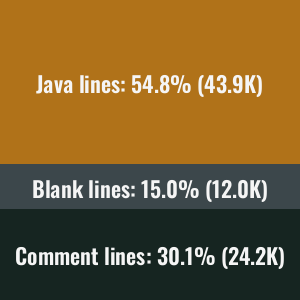 Java lines: 54.8% (43.9K)
Blank lines: 15.0% (12.0K)
Comment lines: 30.1% (24.2K)